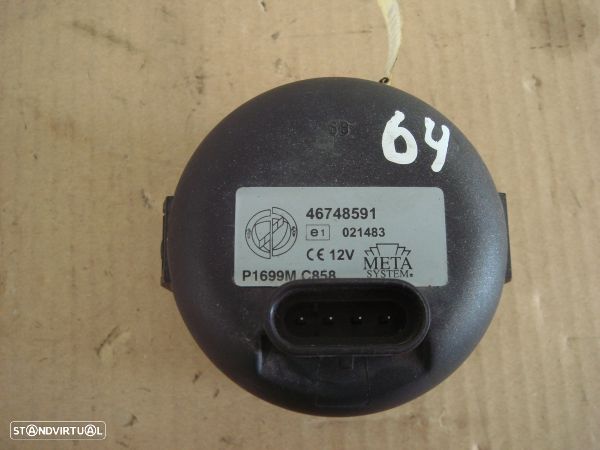 64
46748591
e1 021483
CE 12V META
SYSTEM
P1699M C858
STANDVIRTUAL